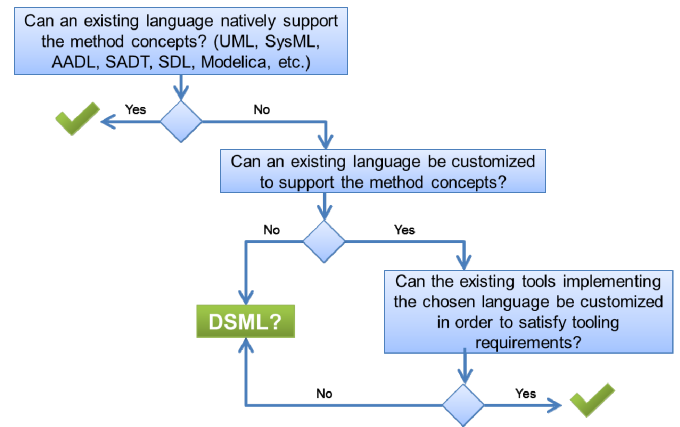 Can an existing language natively support
the method concepts? (UML, SysML,
AADL, SADT, SDL, Modelica, etc.)
Yes
No
Can an existing language be customized
to support the method concepts?
No
Yes
Can the existing tools implementing
the chosen language be customized
in order to satisfy tooling
requirements?
DSML?
No
Yes